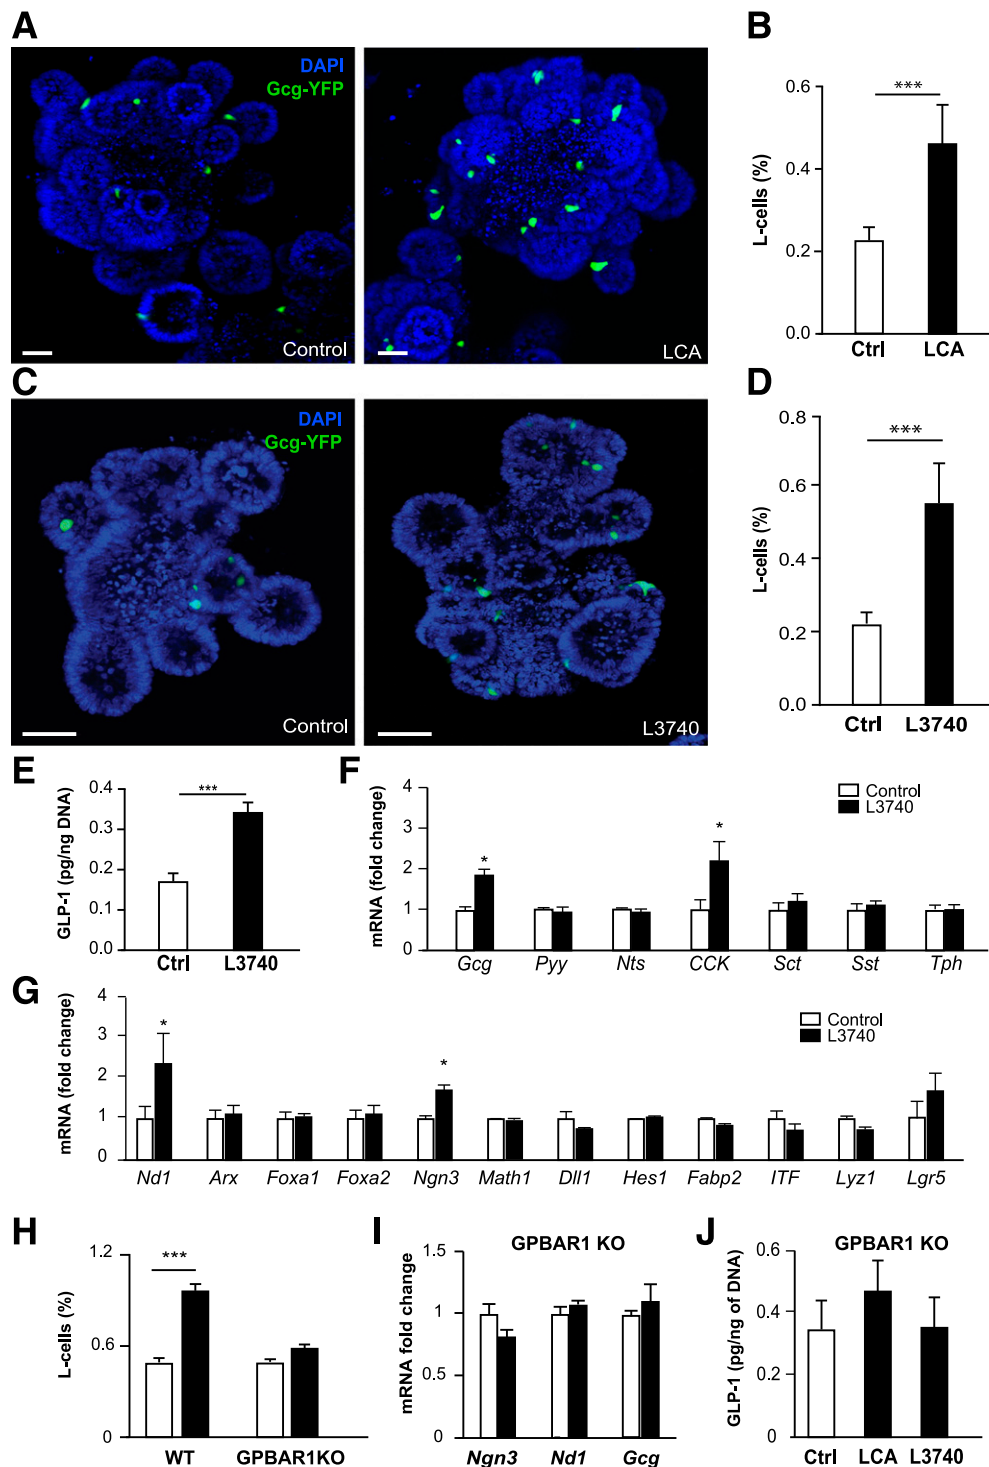 A
DAPI
Gcg-YFP
Control
LCA
B
L-cells (%)
0.6
0.4
0.2
0.0
***
Ctrl LCA
C
DAPI
Gcg-YFP
Control
L3740
D
L-cells (%)
0.8
0.6
0.4
0.2
0.0
***
Ctrl L3740
E
GLP-1 (pg/ng DNA)
0.4
0.3
0.2
0.1
0.0
***
Ctrl L3740
F
mRNA (fold change)
4
3
2
1
0
*
*
Control
L3740
Gcg Pyy Nts CCK Sct Sst Tph
G
mRNA (fold change)
4
3
2
1
0
*
*
Control
L3740
Nd1 Arx Foxa1 Foxa2 Ngn3 Math1 Dll1 Hes1 Fabp2 ITF Lyz1 Lgr5
H
L-cells (%)
1.2
0.6
0
***
WT GPBAR1KO
I
GPBAR1 KO
mRNA fold change
1.5
1
0.5
0
Ngn3 Nd1 Gcg
J
GPBAR1 KO
GLP-1 (pg/ng of DNA)
0.6
0.4
0.2
0
Ctrl LCA L3740